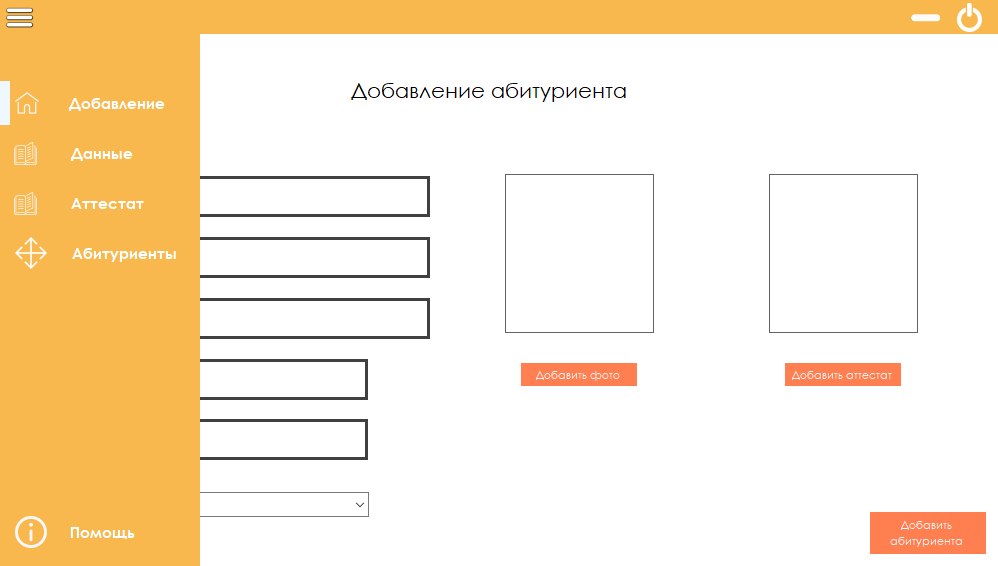 Добавление абитуриента
Добавление
Данные
Аттестат
Абитуриенты
Помощь
Добавить фото
Добавить аттестат
Добавить
абитуриента